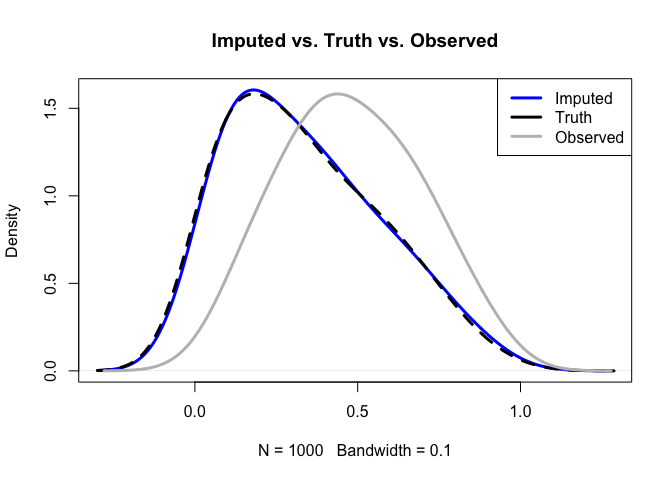 Imputed vs. Truth vs. Observed
Imputed
Truth
Observed
Density
0.0
0.5
1.0
1.5
0.0
0.5
1.0
N = 1000   Bandwidth = 0.1